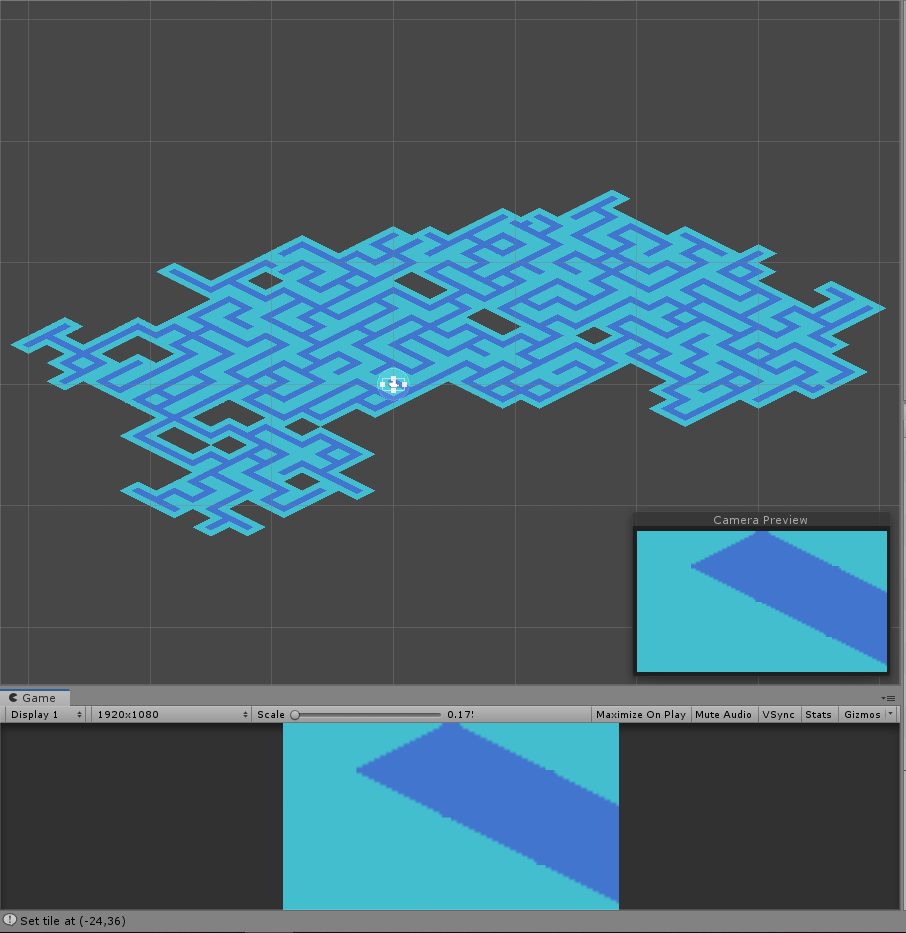 Camera Preview
Game
Display 1 1920x1080 Scale 0.17! Maximize On Play Mute Audio VSync Stats Gizmos
Set tile at (-24,36)